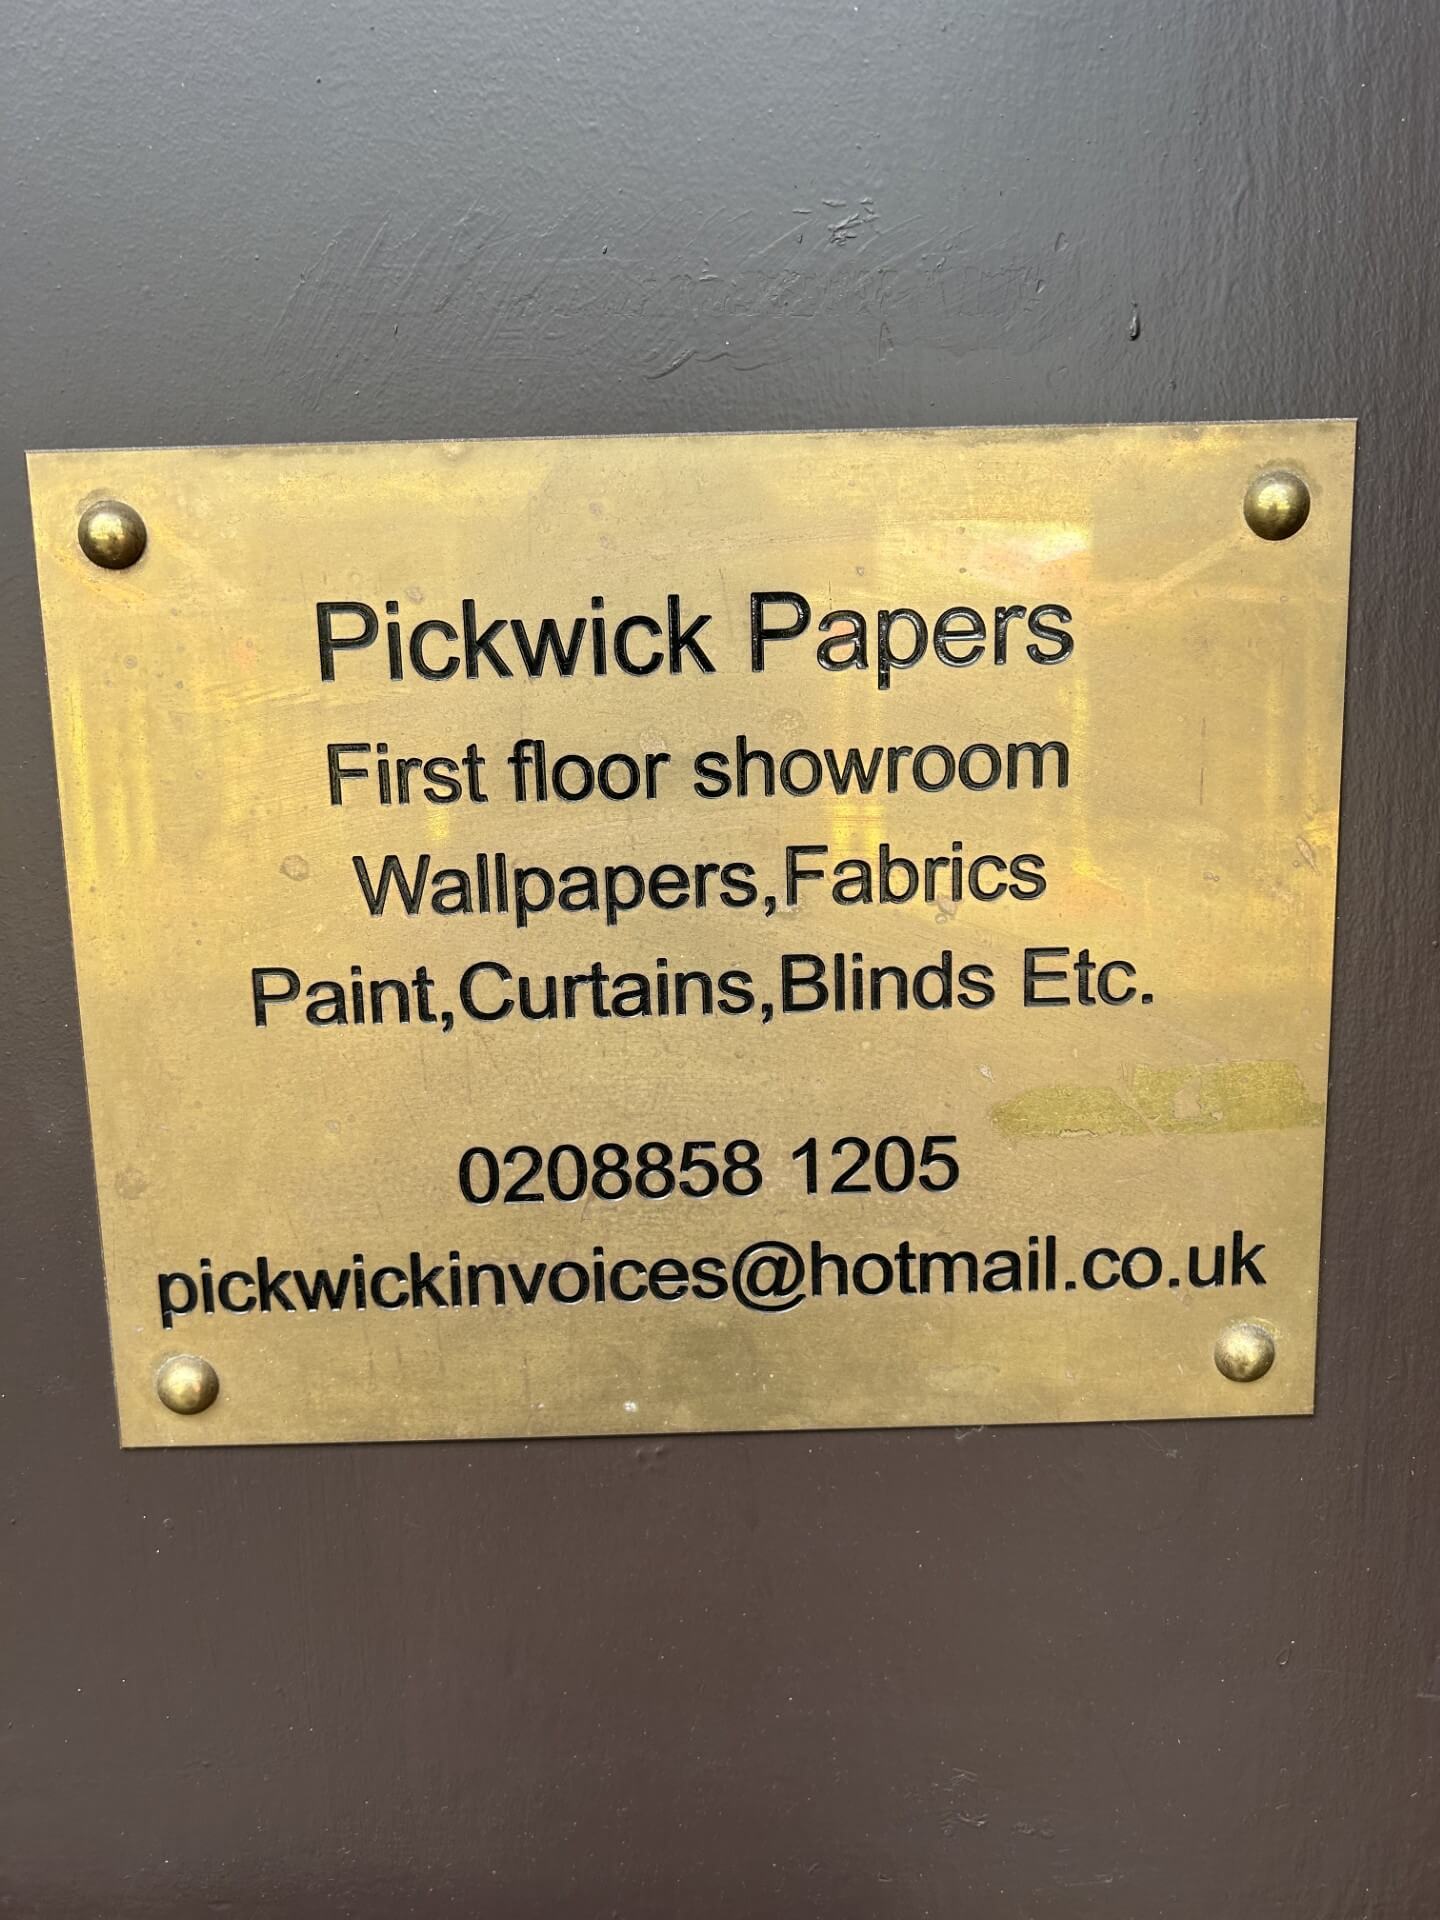 Pickwick Papers
First floor showroom
Wallpapers,Fabrics
Paint,Curtains,Blinds Etc.
0208858 1205
pickwickinvoices@hotmail.co.uk